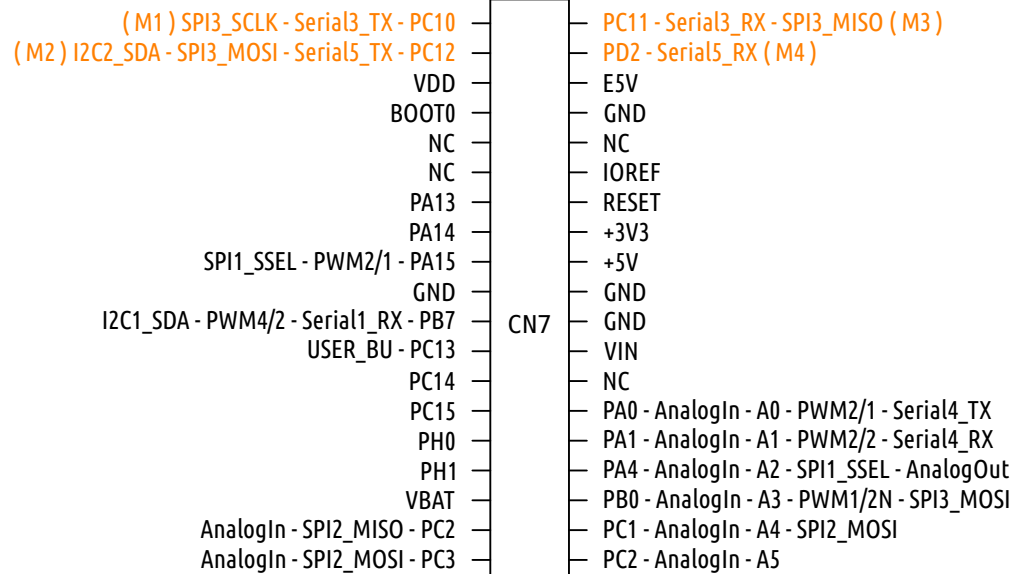 ( M1 ) SPI3_SCLK - Serial3_TX - PC10
PC11 - Serial3_RX - SPI3_MISO ( M3 )
( M2 ) I2C2_SDA - SPI3_MOSI - Serial5_TX - PC12
PD2 - Serial5_RX ( M4 )
VDD
E5V
BOOT0
GND
NC
NC
NC
IOREF
PA13
RESET
PA14
+3V3
SPI1_SSEL - PWM2/1 - PA15
+5V
GND
GND
I2C1_SDA - PWM4/2 - Serial1_RX - PB7
CN7
GND
USER_BU - PC13
VIN
PC14
NC
PC15
PA0 - AnalogIn - A0 - PWM2/1 - Serial4_TX
PH0
PA1 - AnalogIn - A1 - PWM2/2 - Serial4_RX
PH1
PA4 - AnalogIn - A2 - SPI1_SSEL - AnalogOut
VBAT
PB0 - AnalogIn - A3 - PWM1/2N - SPI3_MOSI
AnalogIn - SPI2_MISO - PC2
PC1 - AnalogIn - A4 - SPI2_MOSI
AnalogIn - SPI2_MOSI - PC3
PC2 - AnalogIn - A5